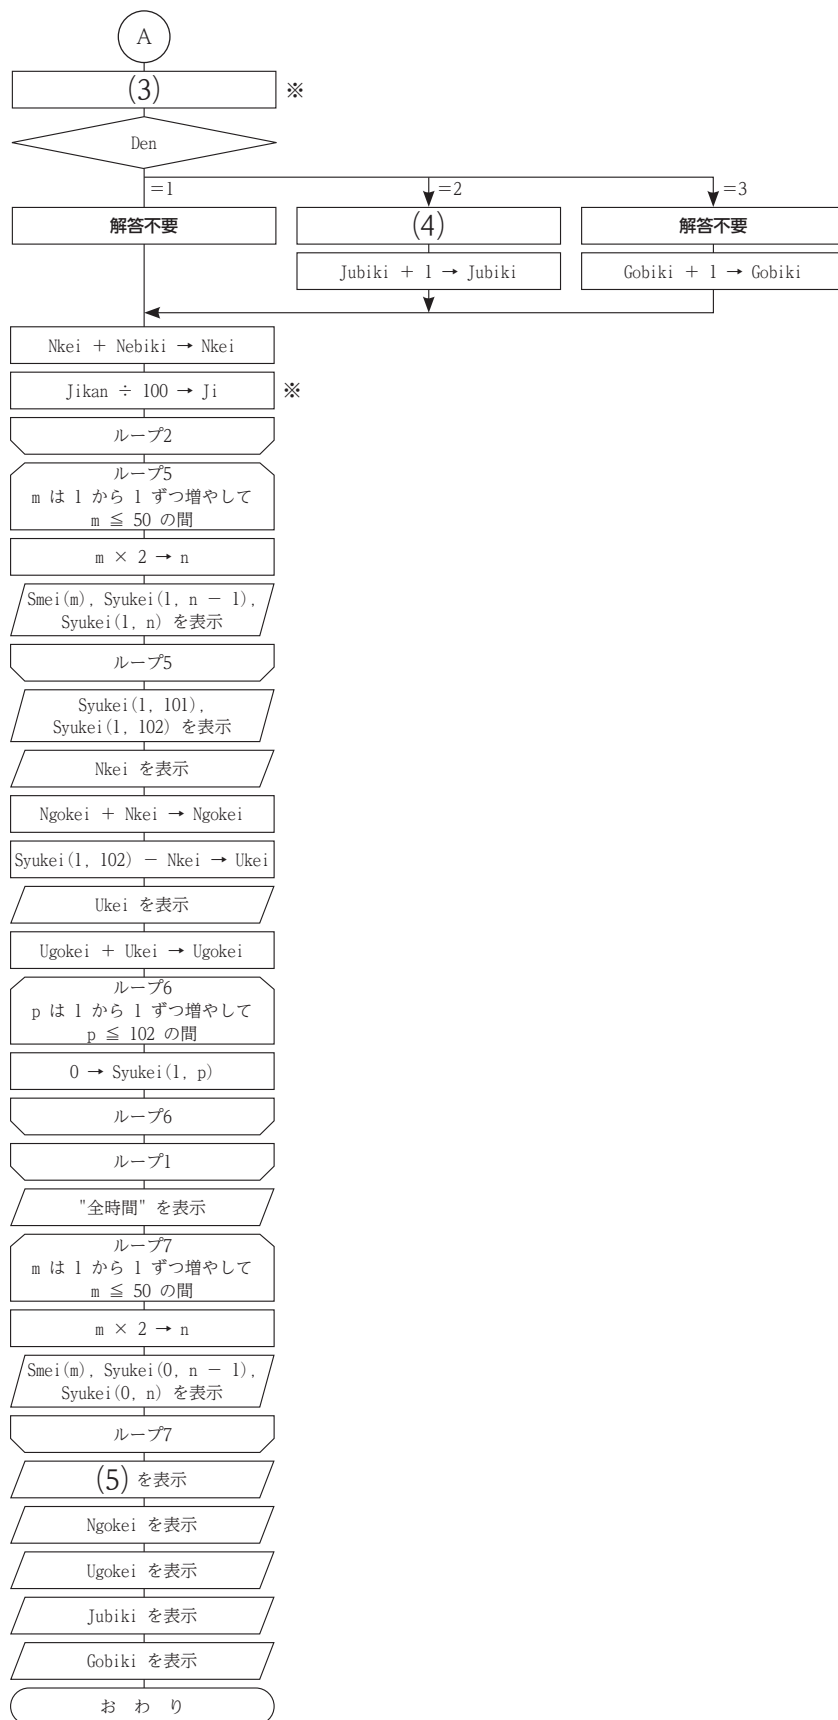 A
(3) ※
Den
=1 =2 =3
解答不要 (4) 解答不要
Jubiki + 1 → Jubiki Gobiki + 1 → Gobiki
Nkei + Nebiki → Nkei
Jikan ÷ 100 → Ji ※
ループ2
ループ5
m は 1 から 1 ずつ増やして
m ≦ 50 の間
m × 2 → n
Smei(m), Syukei(1, n - 1),
Syukei(1, n) を表示
ループ5
Syukei(1, 101),
Syukei(1, 102) を表示
Nkei を表示
Ngokei + Nkei → Ngokei
Syukei(1, 102) - Nkei → Ukei
Ukei を表示
Ugokei + Ukei → Ugokei
ループ6
p は 1 から 1 ずつ増やして
p ≦ 102 の間
0 → Syukei(1, p)
ループ6
ループ1
"全時間" を表示
ループ7
m は 1 から 1 ずつ増やして
m ≦ 50 の間
m × 2 → n
Smei(m), Syukei(0, n - 1),
Syukei(0, n) を表示
ループ7
(5) を表示
Ngokei を表示
Ugokei を表示
Jubiki を表示
Gobiki を表示
おわり